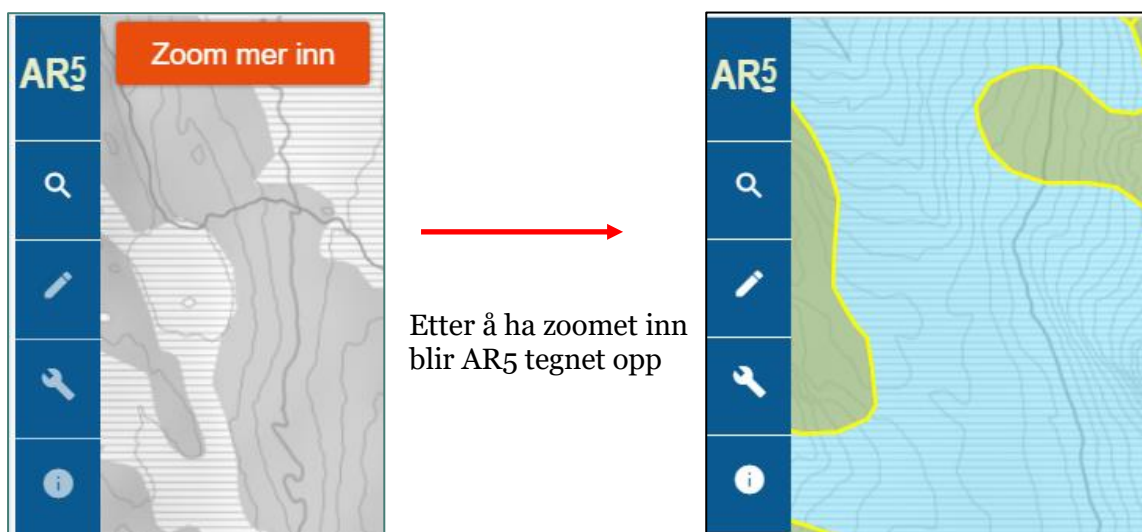 AR5
Zoom mer inn
Etter å ha zoomet inn
blir AR5 tegnet opp
AR5